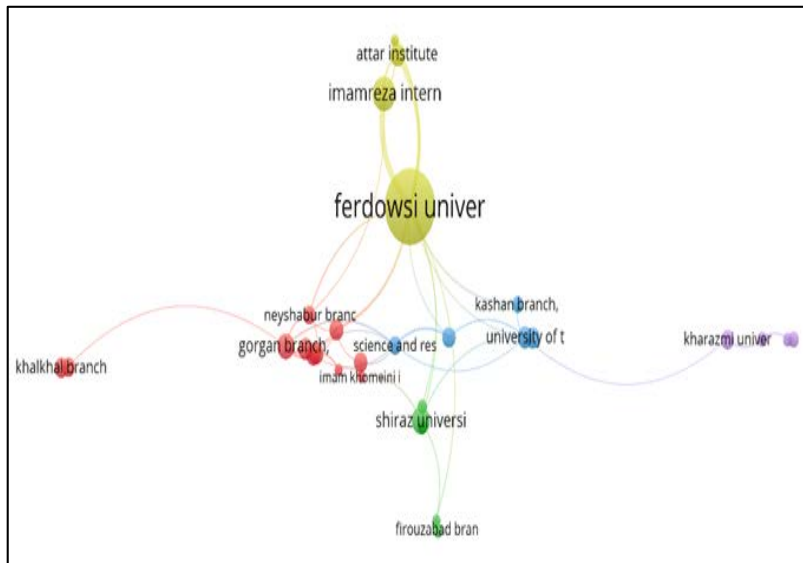 attar institute
imamreza intern
ferdowsi univer
kashan branch,
neyshabur branc
gorgan branch,
science and res
university of t
kharazmi univer
khalkhal branch
imam khomeini i
shiraz universi
firouzabad bran